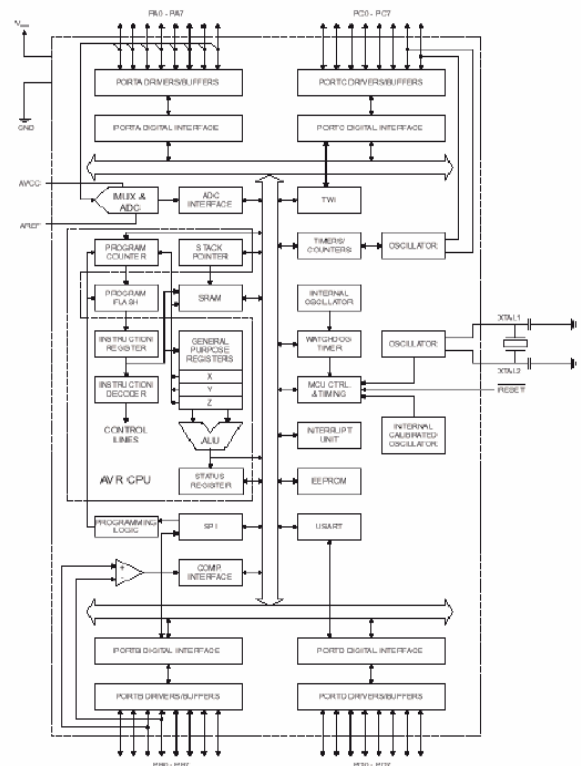 PA0 - PA7
PC0 - PC7
VCC
GND
PORTA DRIVERS/BUFFERS
PORTC DRIVERS/BUFFERS
PORTA DIGITAL INTERFACE
PORTC DIGITAL INTERFACE
AVCC
MUX &
ADC
ADC
INTERFACE
TWI
AREF
PROGRAM
COUNTER
STACK
POINTER
TIMERS/
COUNTERS
OSCILLATOR
PROGRAM
FLASH
SRAM
INTERNAL
OSCILLATOR
XTAL1
INSTRUCTION
REGISTER
GENERAL
PURPOSE
REGISTERS
WATCHDOG
TIMER
OSCILLATOR
XTAL2
X
Y
Z
INSTRUCTION
DECODER
MCU CTRL.
& TIMING
RESET
CONTROL
LINES
ALU
INTERRUPT
UNIT
INTERNAL
CALIBRATED
OSCILLATOR
AVR CPU
STATUS
REGISTER
EEPROM
PROGRAMMING
LOGIC
SPI
USART
+
-
COMP.
INTERFACE
PORTB DIGITAL INTERFACE
PORTD DIGITAL INTERFACE
PORTB DRIVERS/BUFFERS
PORTD DRIVERS/BUFFERS
PB0 - PB7
PD0 - PD7